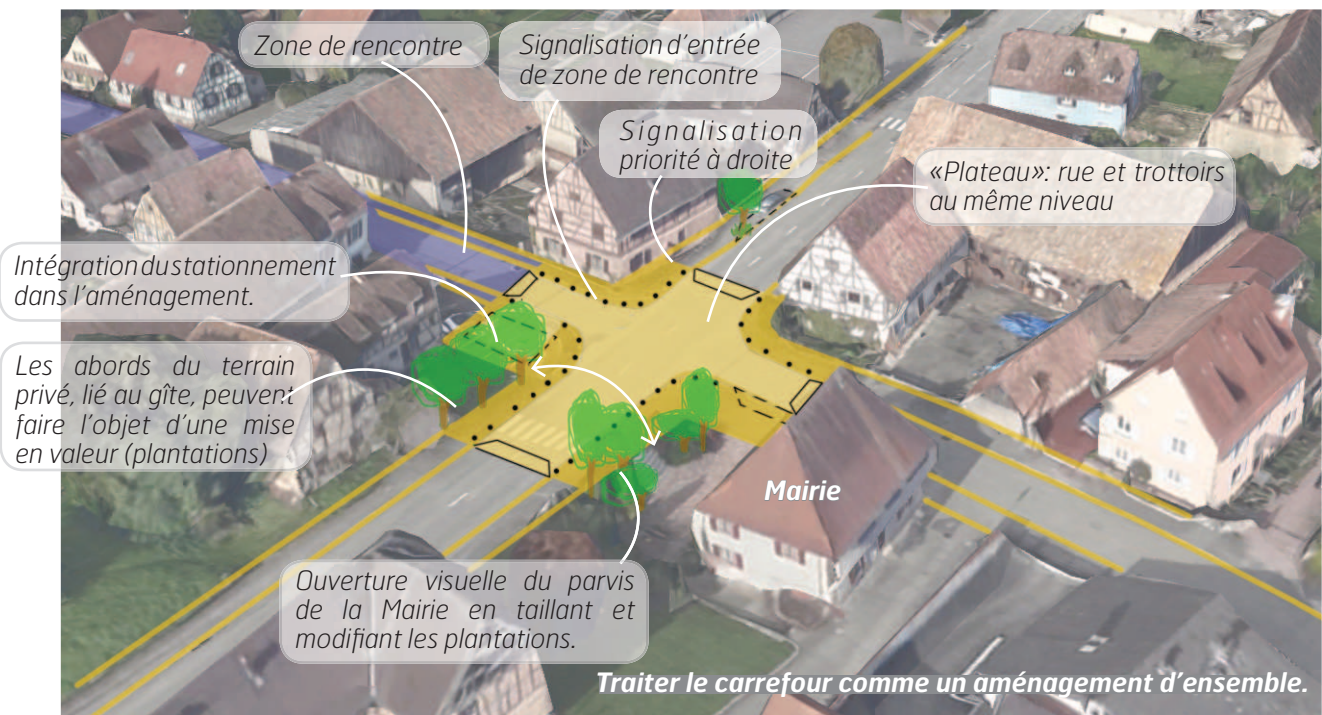 Zone de rencontre
Signalisation d'entrée
de zone de rencontre
Signalisation
priorité à droite
«Plateau»: rue et trottoirs
au même niveau
Intégration du stationnement
dans l'aménagement.
Les abords du terrain
privé, lié au gîte, peuvent
faire l'objet d'une mise
en valeur (plantations)
Mairie
Ouverture visuelle du parvis
de la Mairie en taillant et
modifiant les plantations.
Traiter le carrefour comme un aménagement d'ensemble.